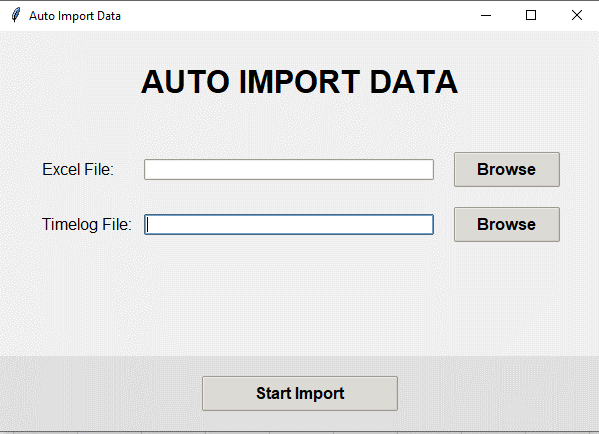 Auto Import Data
AUTO IMPORT DATA
Excel File:
Browse
Timelog File:
Browse
Start Import